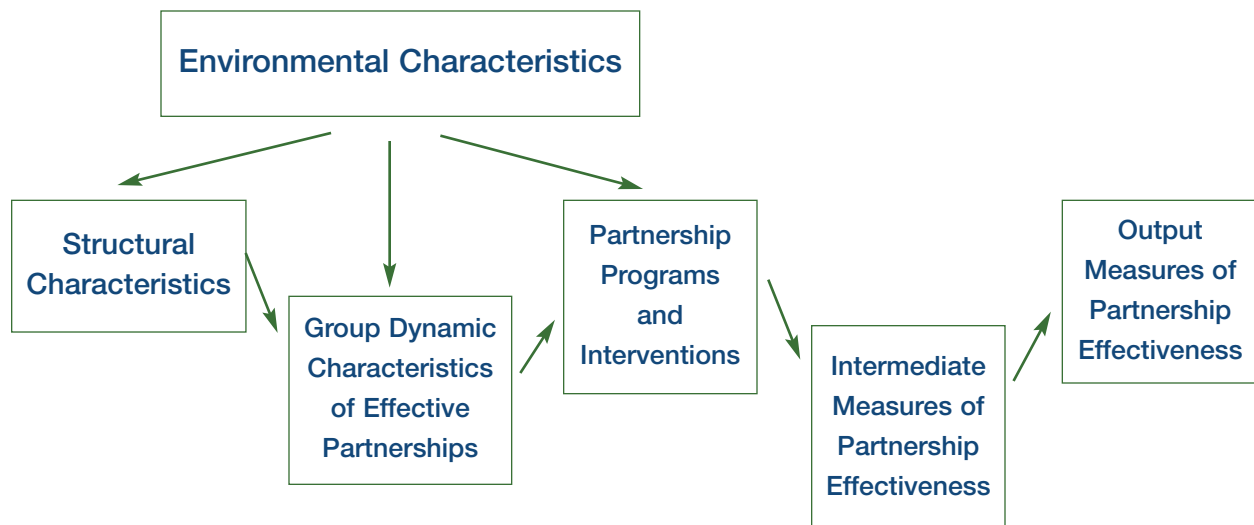 Environmental Characteristics
Structural
Characteristics
Group Dynamic
Characteristics
of Effective
Partnerships
Partnership
Programs
and
Interventions
Intermediate
Measures of
Partnership
Effectiveness
Output
Measures of
Partnership
Effectiveness